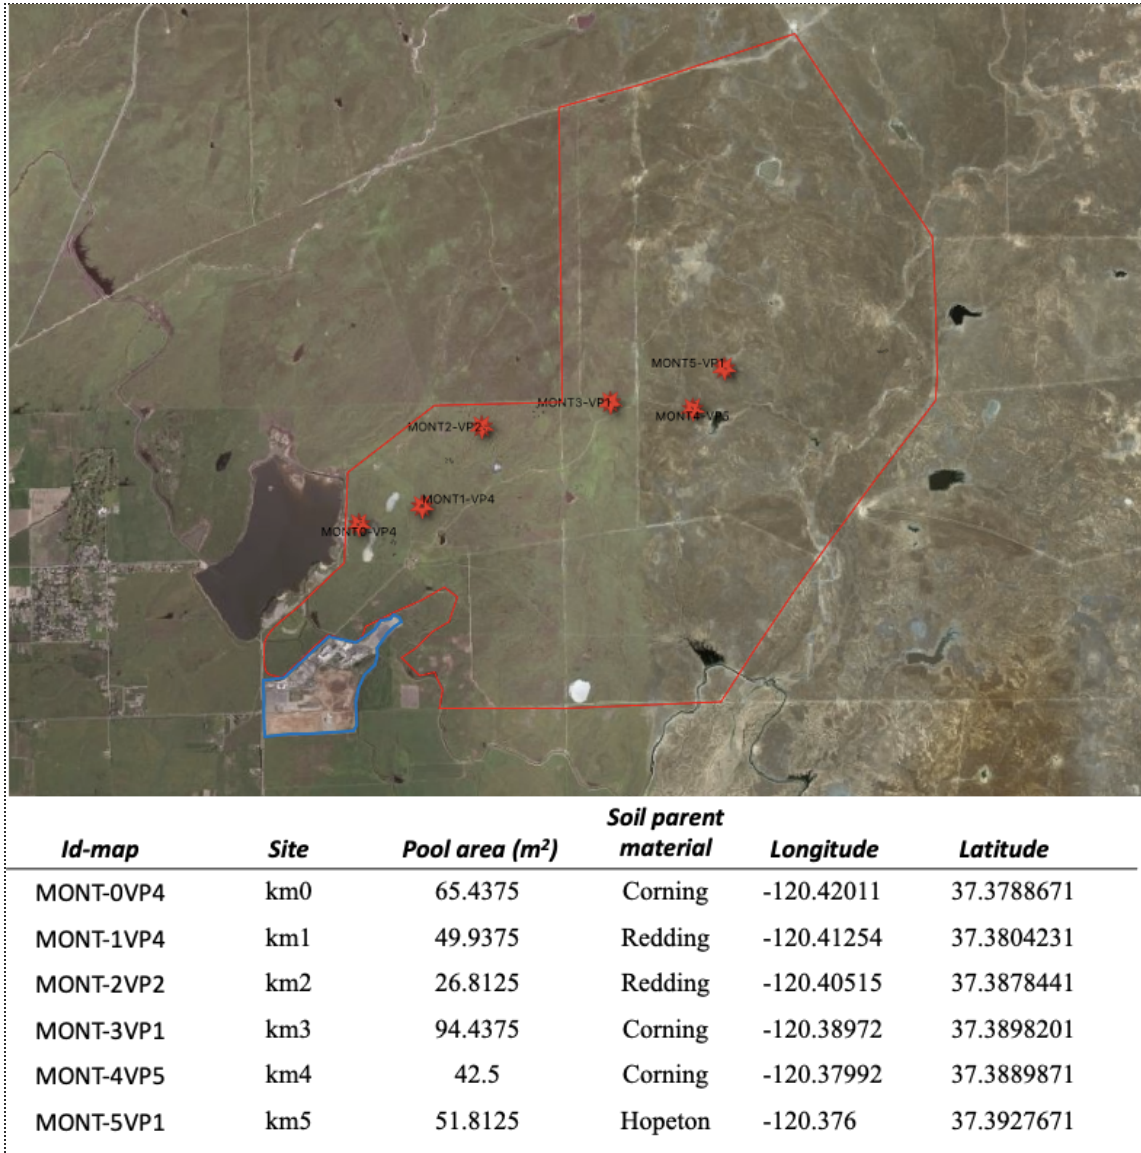 MONT5-VP1
MONT3-VP1
MONT4-VP5
MONT2-VP2
MONT1-VP4
MONT0-VP4
Id-map Site Pool area (m²) Soil parent material Longitude Latitude
MONT-0VP4 km0 65.4375 Corning -120.42011 37.3788671
MONT-1VP4 km1 49.9375 Redding -120.41254 37.3804231
MONT-2VP2 km2 26.8125 Redding -120.40515 37.3878441
MONT-3VP1 km3 94.4375 Corning -120.38972 37.3898201
MONT-4VP5 km4 42.5 Corning -120.37992 37.3889871
MONT-5VP1 km5 51.8125 Hopeton -120.376 37.3927671